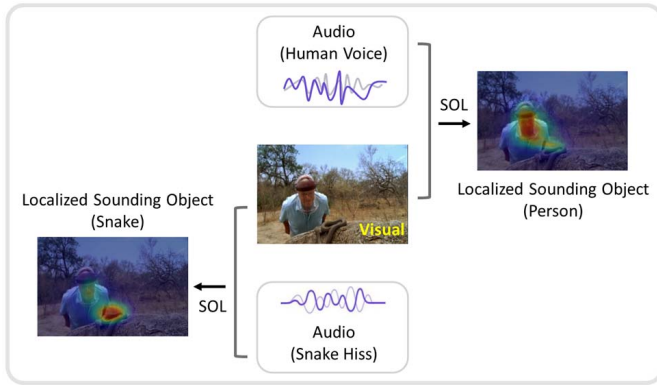 Audio
(Human Voice)
SOL
Localized Sounding Object
(Person)
Visual
Localized Sounding Object
(Snake)
SOL
Audio
(Snake Hiss)